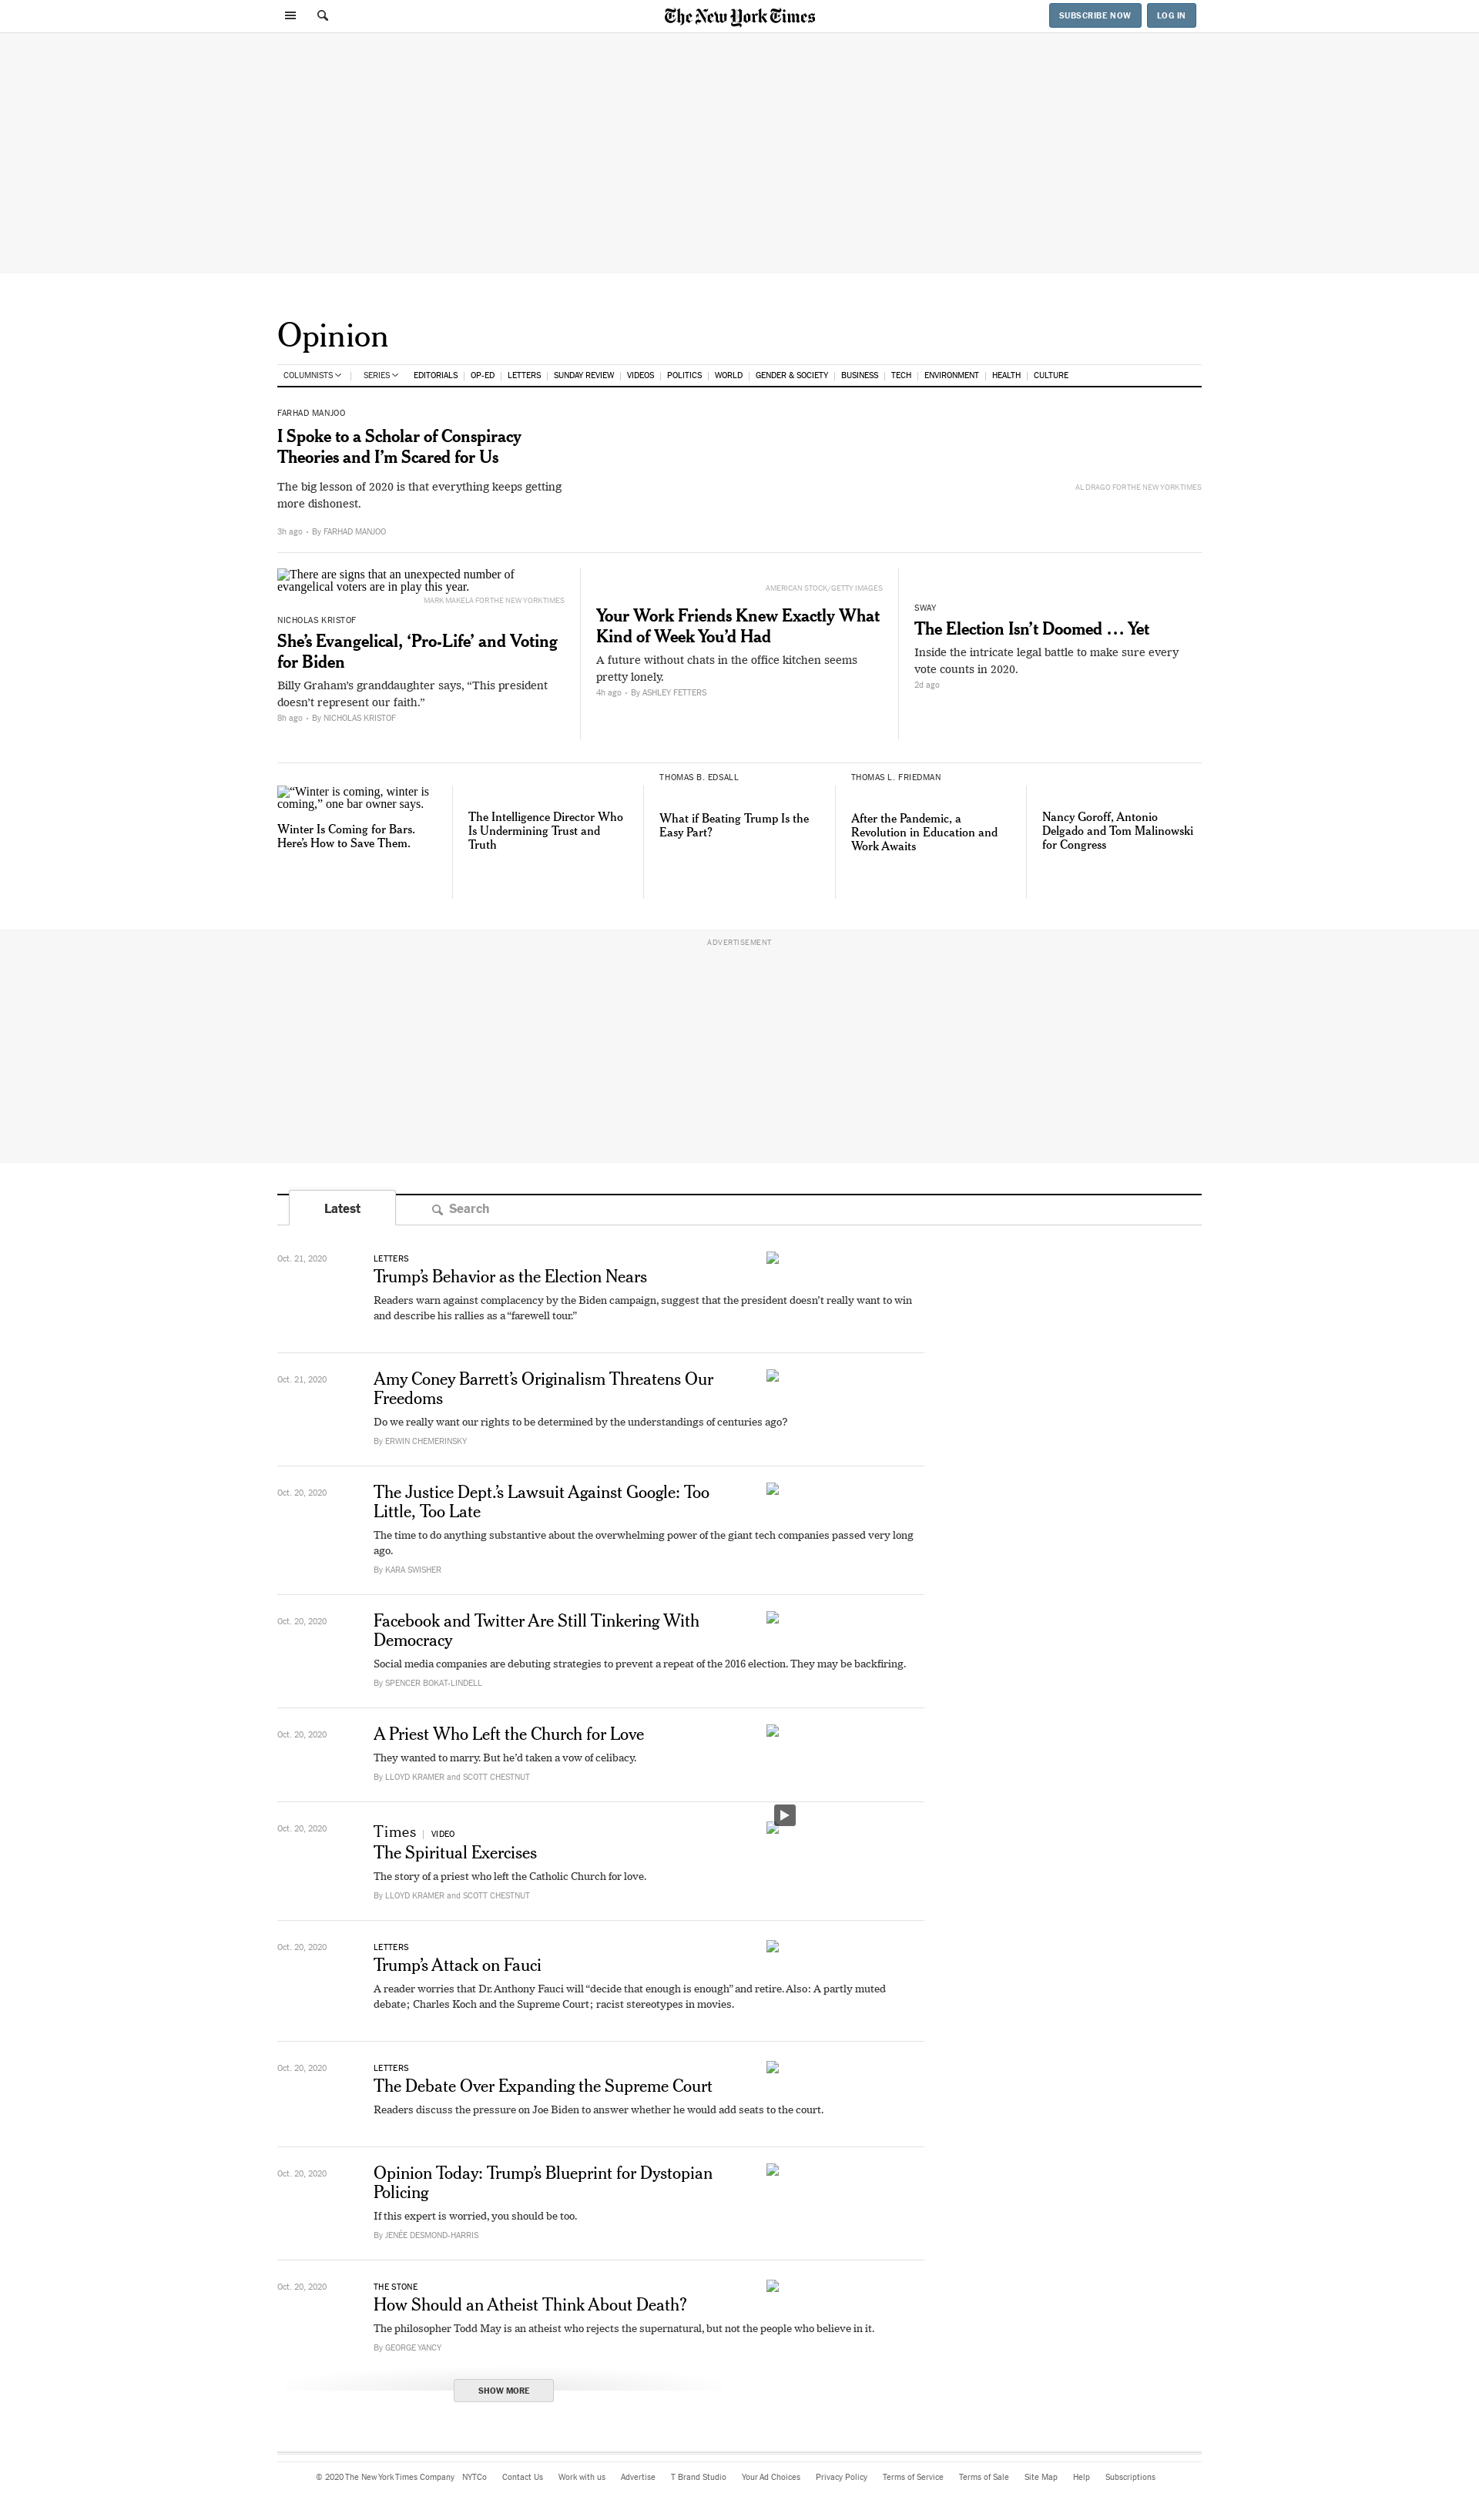 The New York Times
SUBSCRIBE NOW
LOG IN
Opinion
COLUMNISTS
SERIES
EDITORIALS
OP-ED
LETTERS
SUNDAY REVIEW
VIDEOS
POLITICS
WORLD
GENDER & SOCIETY
BUSINESS
TECH
ENVIRONMENT
HEALTH
CULTURE
FARHAD MANJOO
I Spoke to a Scholar of Conspiracy
Theories and I’m Scared for Us
The big lesson of 2020 is that everything keeps getting
more dishonest.
3h ago • By FARHAD MANJOO
AL DRAGO FOR THE NEW YORK TIMES
There are signs that an unexpected number of
evangelical voters are in play this year.
MARK MAKELA FOR THE NEW YORK TIMES
NICHOLAS KRISTOF
She’s Evangelical, ‘Pro-Life’ and Voting
for Biden
Billy Graham’s granddaughter says, “This president
doesn’t represent our faith.”
8h ago • By NICHOLAS KRISTOF
AMERICAN STOCK/GETTY IMAGES
Your Work Friends Knew Exactly What
Kind of Week You’d Had
A future without chats in the office kitchen seems
pretty lonely.
4h ago • By ASHLEY FETTERS
SWAY
The Election Isn’t Doomed … Yet
Inside the intricate legal battle to make sure every
vote counts in 2020.
2d ago
“Winter is coming, winter is
coming,” one bar owner says.
Winter Is Coming for Bars.
Here’s How to Save Them.
The Intelligence Director Who
Is Undermining Trust and
Truth
THOMAS B. EDSALL
What if Beating Trump Is the
Easy Part?
THOMAS L. FRIEDMAN
After the Pandemic, a
Revolution in Education and
Work Awaits
Nancy Goroff, Antonio
Delgado and Tom Malinowski
for Congress
ADVERTISEMENT
Latest
Search
Oct. 21, 2020
LETTERS
Trump’s Behavior as the Election Nears
Readers warn against complacency by the Biden campaign, suggest that the president doesn’t really want to win
and describe his rallies as a “farewell tour.”
Oct. 21, 2020
Amy Coney Barrett’s Originalism Threatens Our
Freedoms
Do we really want our rights to be determined by the understandings of centuries ago?
By ERWIN CHEMERINSKY
Oct. 20, 2020
The Justice Dept.’s Lawsuit Against Google: Too
Little, Too Late
The time to do anything substantive about the overwhelming power of the giant tech companies passed very long
ago.
By KARA SWISHER
Oct. 20, 2020
Facebook and Twitter Are Still Tinkering With
Democracy
Social media companies are debuting strategies to prevent a repeat of the 2016 election. They may be backfiring.
By SPENCER BOKAT-LINDELL
Oct. 20, 2020
A Priest Who Left the Church for Love
They wanted to marry. But he’d taken a vow of celibacy.
By LLOYD KRAMER and SCOTT CHESTNUT
Oct. 20, 2020
Times | VIDEO
The Spiritual Exercises
The story of a priest who left the Catholic Church for love.
By LLOYD KRAMER and SCOTT CHESTNUT
Oct. 20, 2020
LETTERS
Trump’s Attack on Fauci
A reader worries that Dr. Anthony Fauci will “decide that enough is enough” and retire. Also: A partly muted
debate; Charles Koch and the Supreme Court; racist stereotypes in movies.
Oct. 20, 2020
LETTERS
The Debate Over Expanding the Supreme Court
Readers discuss the pressure on Joe Biden to answer whether he would add seats to the court.
Oct. 20, 2020
Opinion Today: Trump’s Blueprint for Dystopian
Policing
If this expert is worried, you should be too.
By JENÉE DESMOND-HARRIS
Oct. 20, 2020
THE STONE
How Should an Atheist Think About Death?
The philosopher Todd May is an atheist who rejects the supernatural, but not the people who believe in it.
By GEORGE YANCY
SHOW MORE
© 2020 The New York Times Company
NYTCo
Contact Us
Work with us
Advertise
T Brand Studio
Your Ad Choices
Privacy Policy
Terms of Service
Terms of Sale
Site Map
Help
Subscriptions